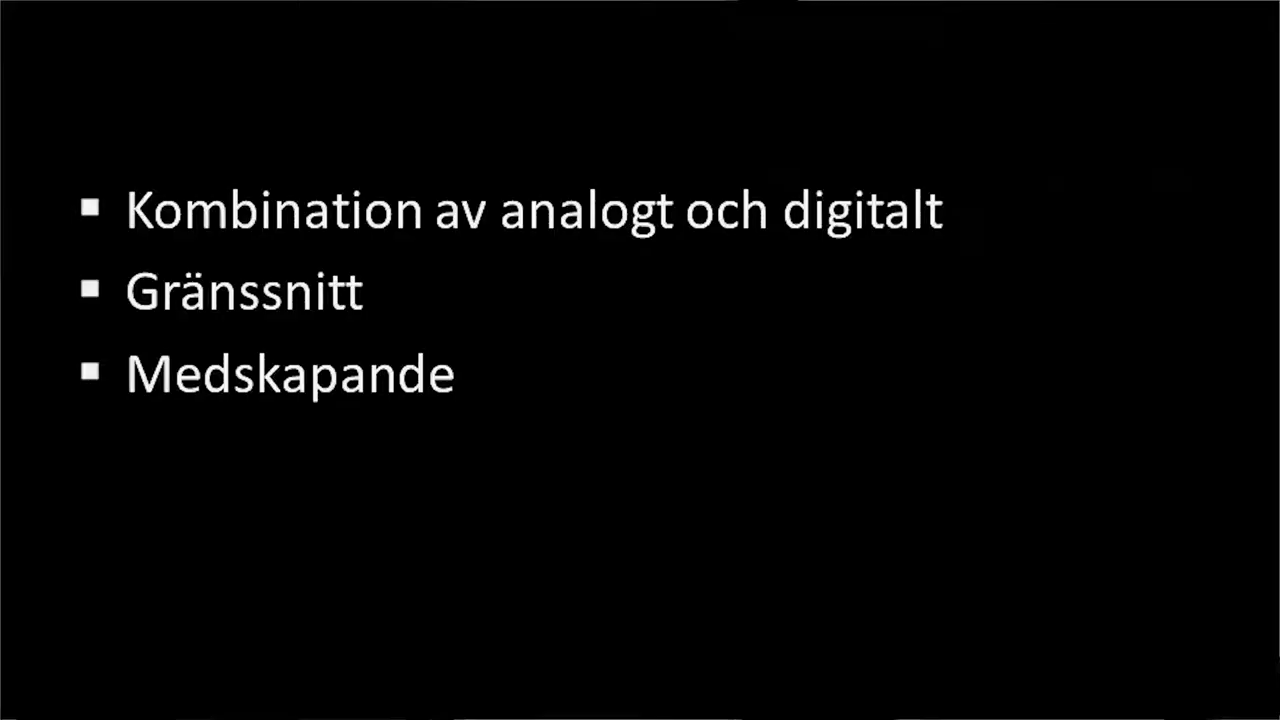 ▪ Kombination av analogt och digitalt
▪ Gränssnitt
▪ Medskapande